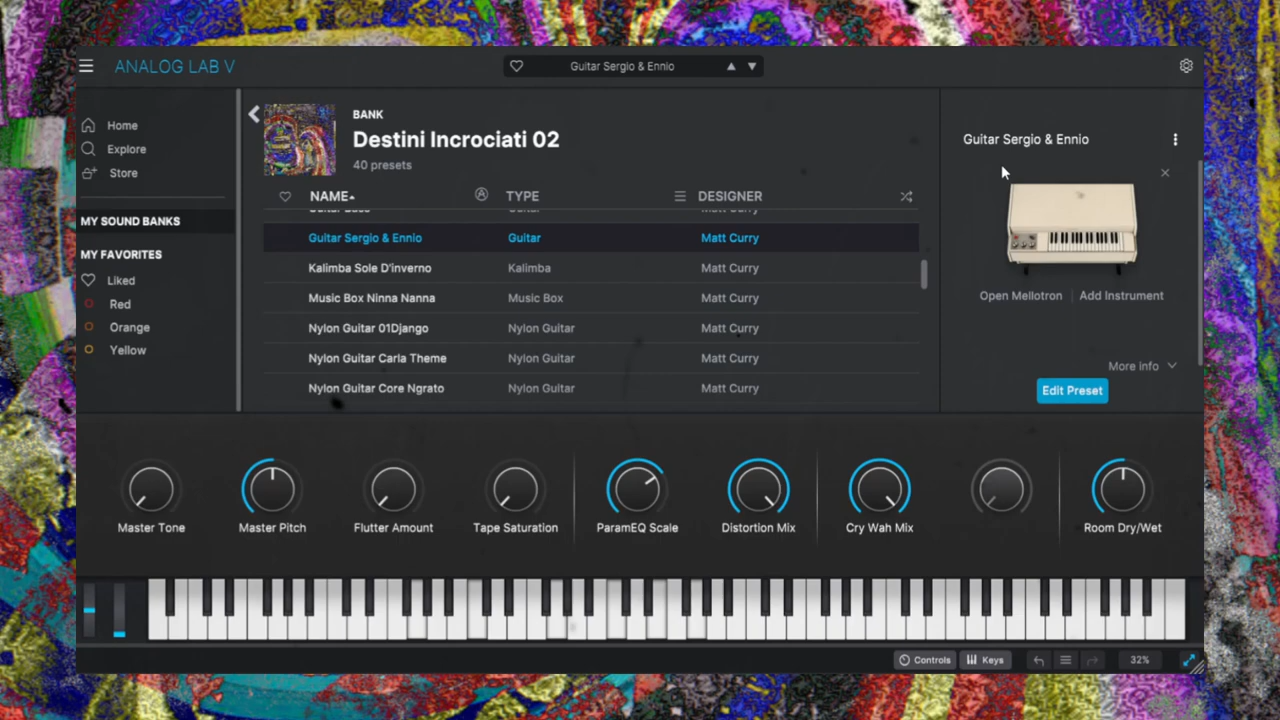 ANALOG LAB V
Guitar Sergio & Ennio
Home
Explore
Store
MY SOUND BANKS
MY FAVORITES
Liked
Red
Orange
Yellow
BANK
Destini Incrociati 02
40 presets
NAME TYPE DESIGNER
Guitar Sergio & Ennio Guitar Matt Curry
Kalimba Sole D'inverno Kalimba Matt Curry
Music Box Ninna Nanna Music Box Matt Curry
Nylon Guitar 01Django Nylon Guitar Matt Curry
Nylon Guitar Carla Theme Nylon Guitar Matt Curry
Nylon Guitar Core Ngrato Nylon Guitar Matt Curry
Guitar Sergio & Ennio
Open Mellotron Add Instrument
More info
Edit Preset
Master Tone Master Pitch Flutter Amount Tape Saturation ParamEQ Scale Distortion Mix Cry Wah Mix Room Dry/Wet
Controls Keys 32%